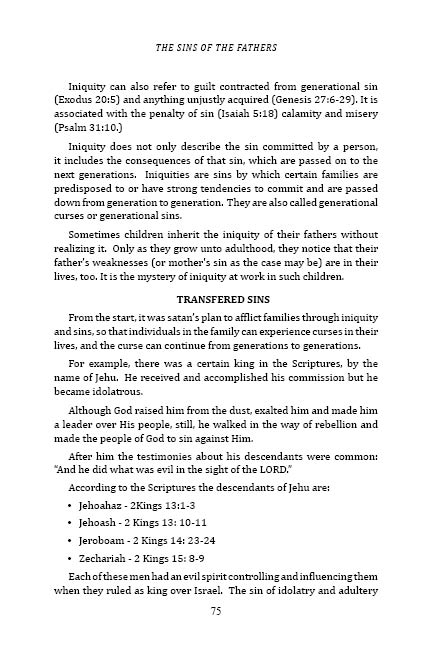 THE SINS OF THE FATHERS
Iniquity can also refer to guilt contracted from generational sin
(Exodus 20:5) and anything unjustly acquired (Genesis 27:6-29). It is
associated with the penalty of sin (Isaiah 5:18) calamity and misery
(Psalm 31:10.)
Iniquity does not only describe the sin committed by a person,
it includes the consequences of that sin, which are passed on to the
next generations. Iniquities are sins by which certain families are
predisposed to or have strong tendencies to commit and are passed
down from generation to generation. They are also called generational
curses or generational sins.
Sometimes children inherit the iniquity of their fathers without
realizing it. Only as they grow unto adulthood, they notice that their
father's weaknesses (or mother's sin as the case may be) are in their
lives, too. It is the mystery of iniquity at work in such children.
TRANSFERED SINS
From the start, it was satan's plan to afflict families through iniquity
and sins, so that individuals in the family can experience curses in their
lives, and the curse can continue from generations to generations.
For example, there was a certain king in the Scriptures, by the
name of Jehu. He received and accomplished his commission but he
became idolatrous.
Although God raised him from the dust, exalted him and made him
a leader over His people, still, he walked in the way of rebellion and
made the people of God to sin against Him.
After him the testimonies about his descendants were common:
"And he did what was evil in the sight of the LORD."
According to the Scriptures the descendants of Jehu are:
• Jehoahaz - 2Kings 13:1-3
• Jehoash - 2 Kings 13: 10-11
• Jeroboam - 2 Kings 14: 23-24
• Zechariah - 2 Kings 15: 8-9
Each of these men had an evil spirit controlling and influencing them
when they ruled as king over Israel. The sin of idolatry and adultery
75